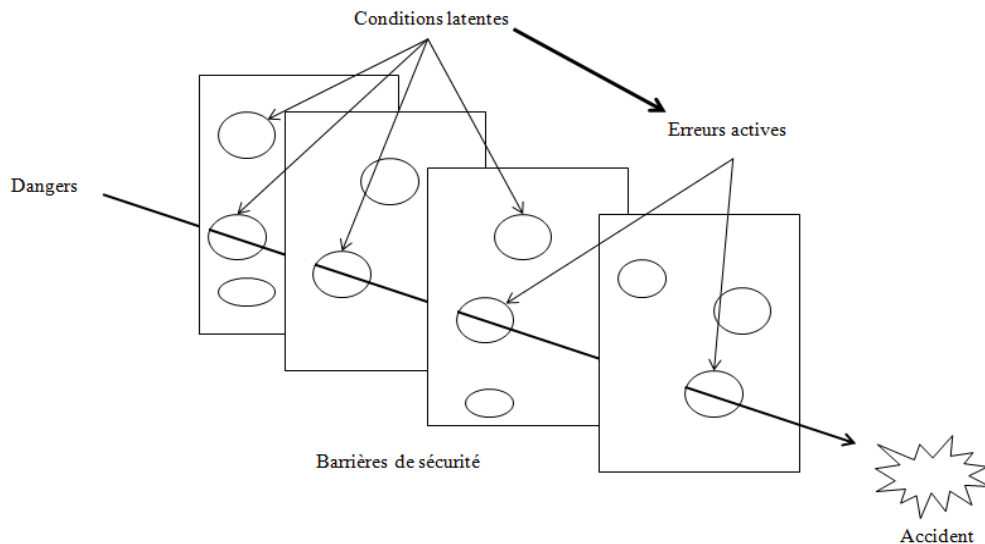 Conditions latentes
Erreurs actives
Dangers
Barrières de sécurité
Accident